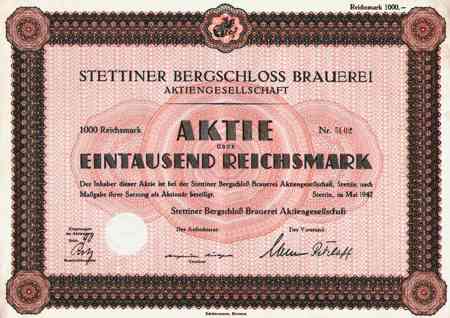 Reichsmark 1000.–
STETTINER BERGSCHLOSS BRAUEREI
AKTIENGESELLSCHAFT
1000 Reichsmark AKTIE Nr. 5102
ÜBER
EINTAUSEND REICHSMARK
Der Inhaber dieser Aktie ist bei der Stettiner Bergschloß Brauerei Aktiengesellschaft, Stettin, nach
Maßgabe ihrer Satzung als Aktionär beteiligt. Stettin, im Mai 1942
Stettiner Bergschloß Brauerei Aktiengesellschaft
Der Aufsichtsrat: Der Vorstand: